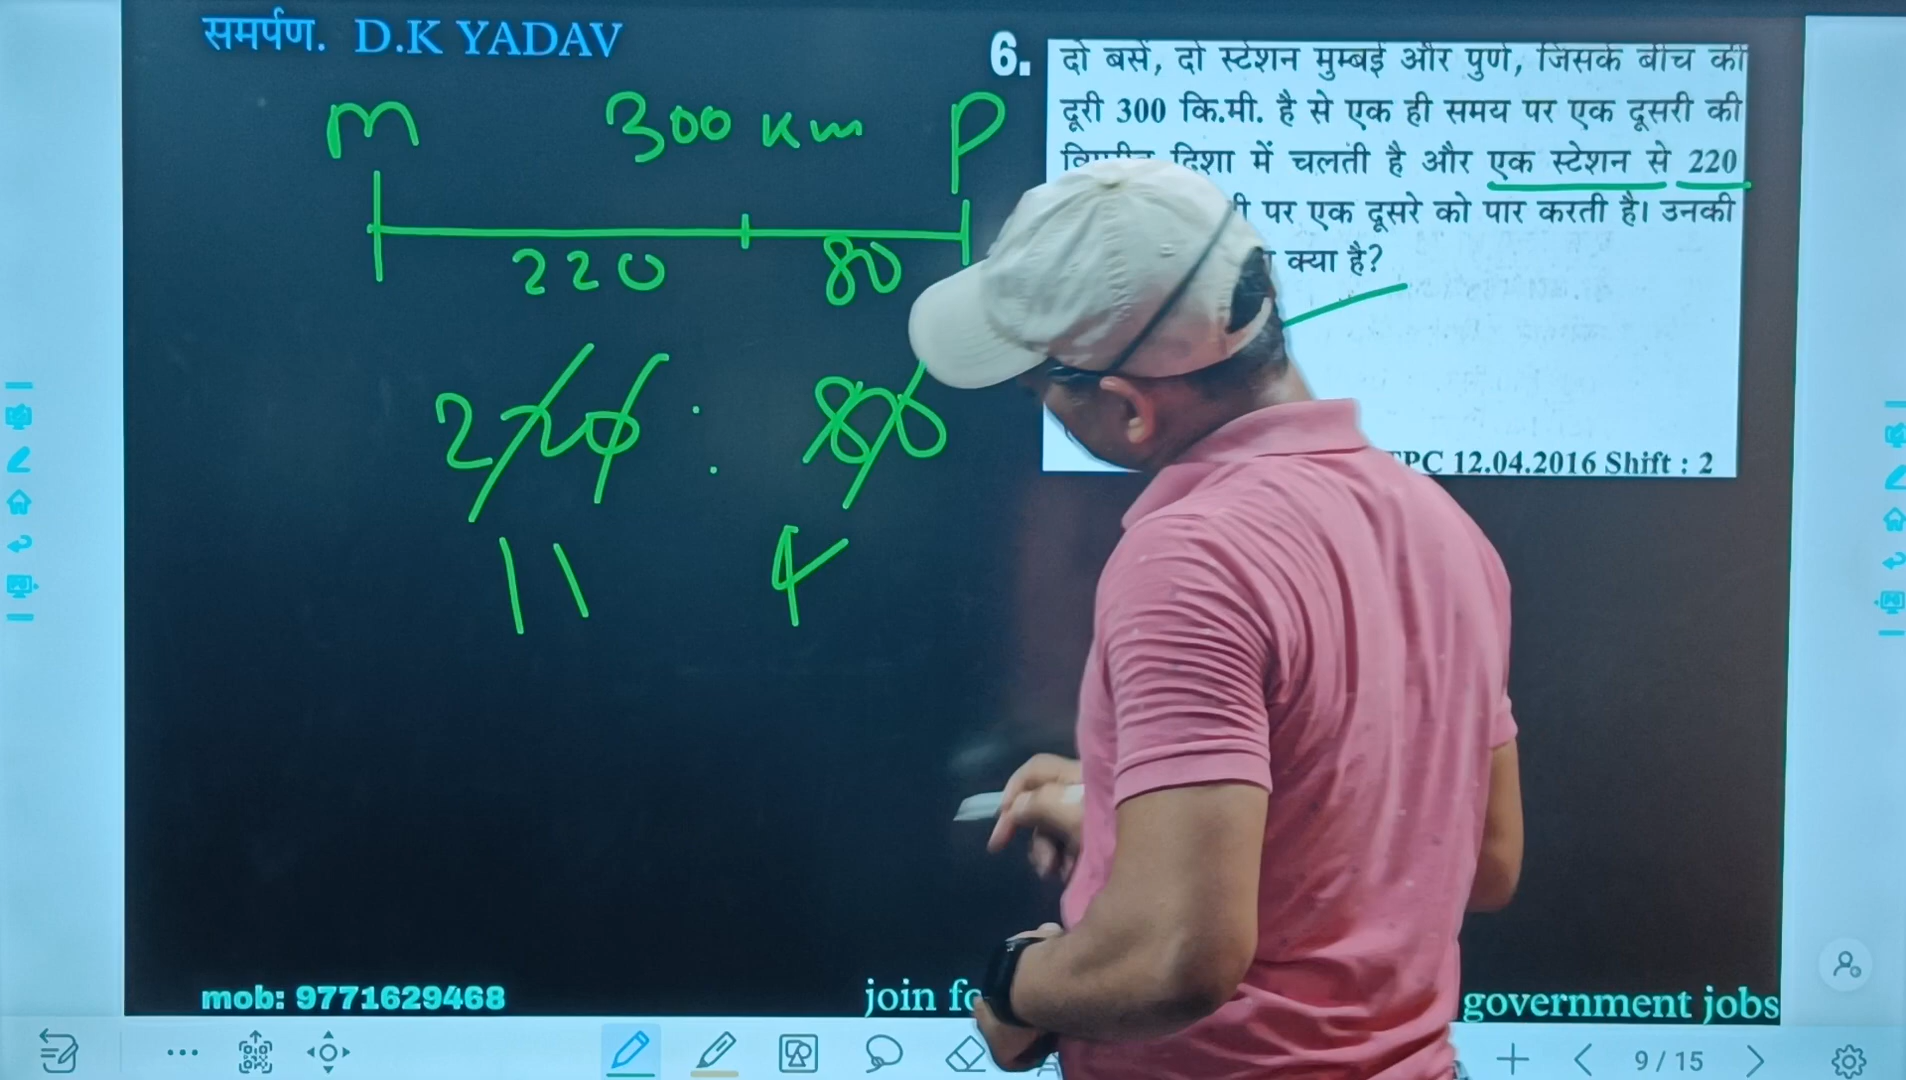 समर्पण. D.K YADAV
M 300 km P
220 80
220 : 80
11 4
6. दो बसें, दो स्टेशन मुम्बई और पुणे, जिसके बीच की
दूरी 300 कि.मी. है से एक ही समय पर एक दूसरी की
दिशा में चलती है और एक स्टेशन से 220
पर एक दूसरे को पार करती है। उनकी
क्या है?
PC 12.04.2016 Shift : 2
mob: 9771629468
join government jobs
9 / 15